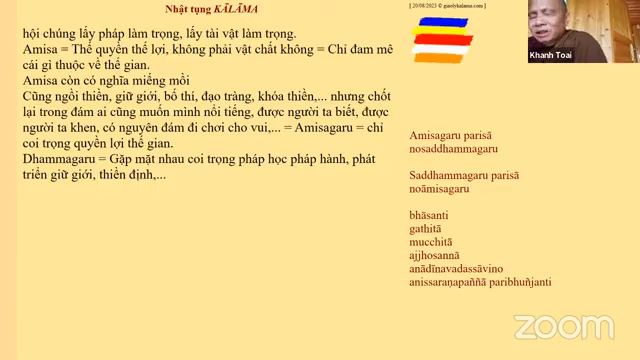 Nhật tụng KĀLĀMA
hội chúng lấy pháp làm trọng, lấy tài vật làm trọng.
Amisa = Thế quyền thế lợi, không phải vật chất không = Chỉ đam mê
cái gì thuộc về thế gian.
Amisa còn có nghĩa miếng mồi
Cũng ngồi thiền, giữ giới, bố thí, đạo tràng, khóa thiền,... nhưng chốt
lại trong đám ai cũng muốn mình nổi tiếng, được người ta biết, được
người ta khen, có nguyên đám đi chơi cho vui,... = Amisagaru = chỉ
coi trọng quyền lợi thế gian.
Dhammagaru = Gặp mặt nhau coi trọng pháp học pháp hành, phát
triển giữ giới, thiền định,...
[ 20/08/2023 © giaolykalama.com ]
Khanh Toai
Amisagaru parisā
nosaddhammagaru
Saddhammagaru parisā
noāmisagaru
bhāsanti
gathitā
mucchitā
ajjhosannā
anādīnavadassāvino
anissaraṇapaññā paribhuñjanti
zoom